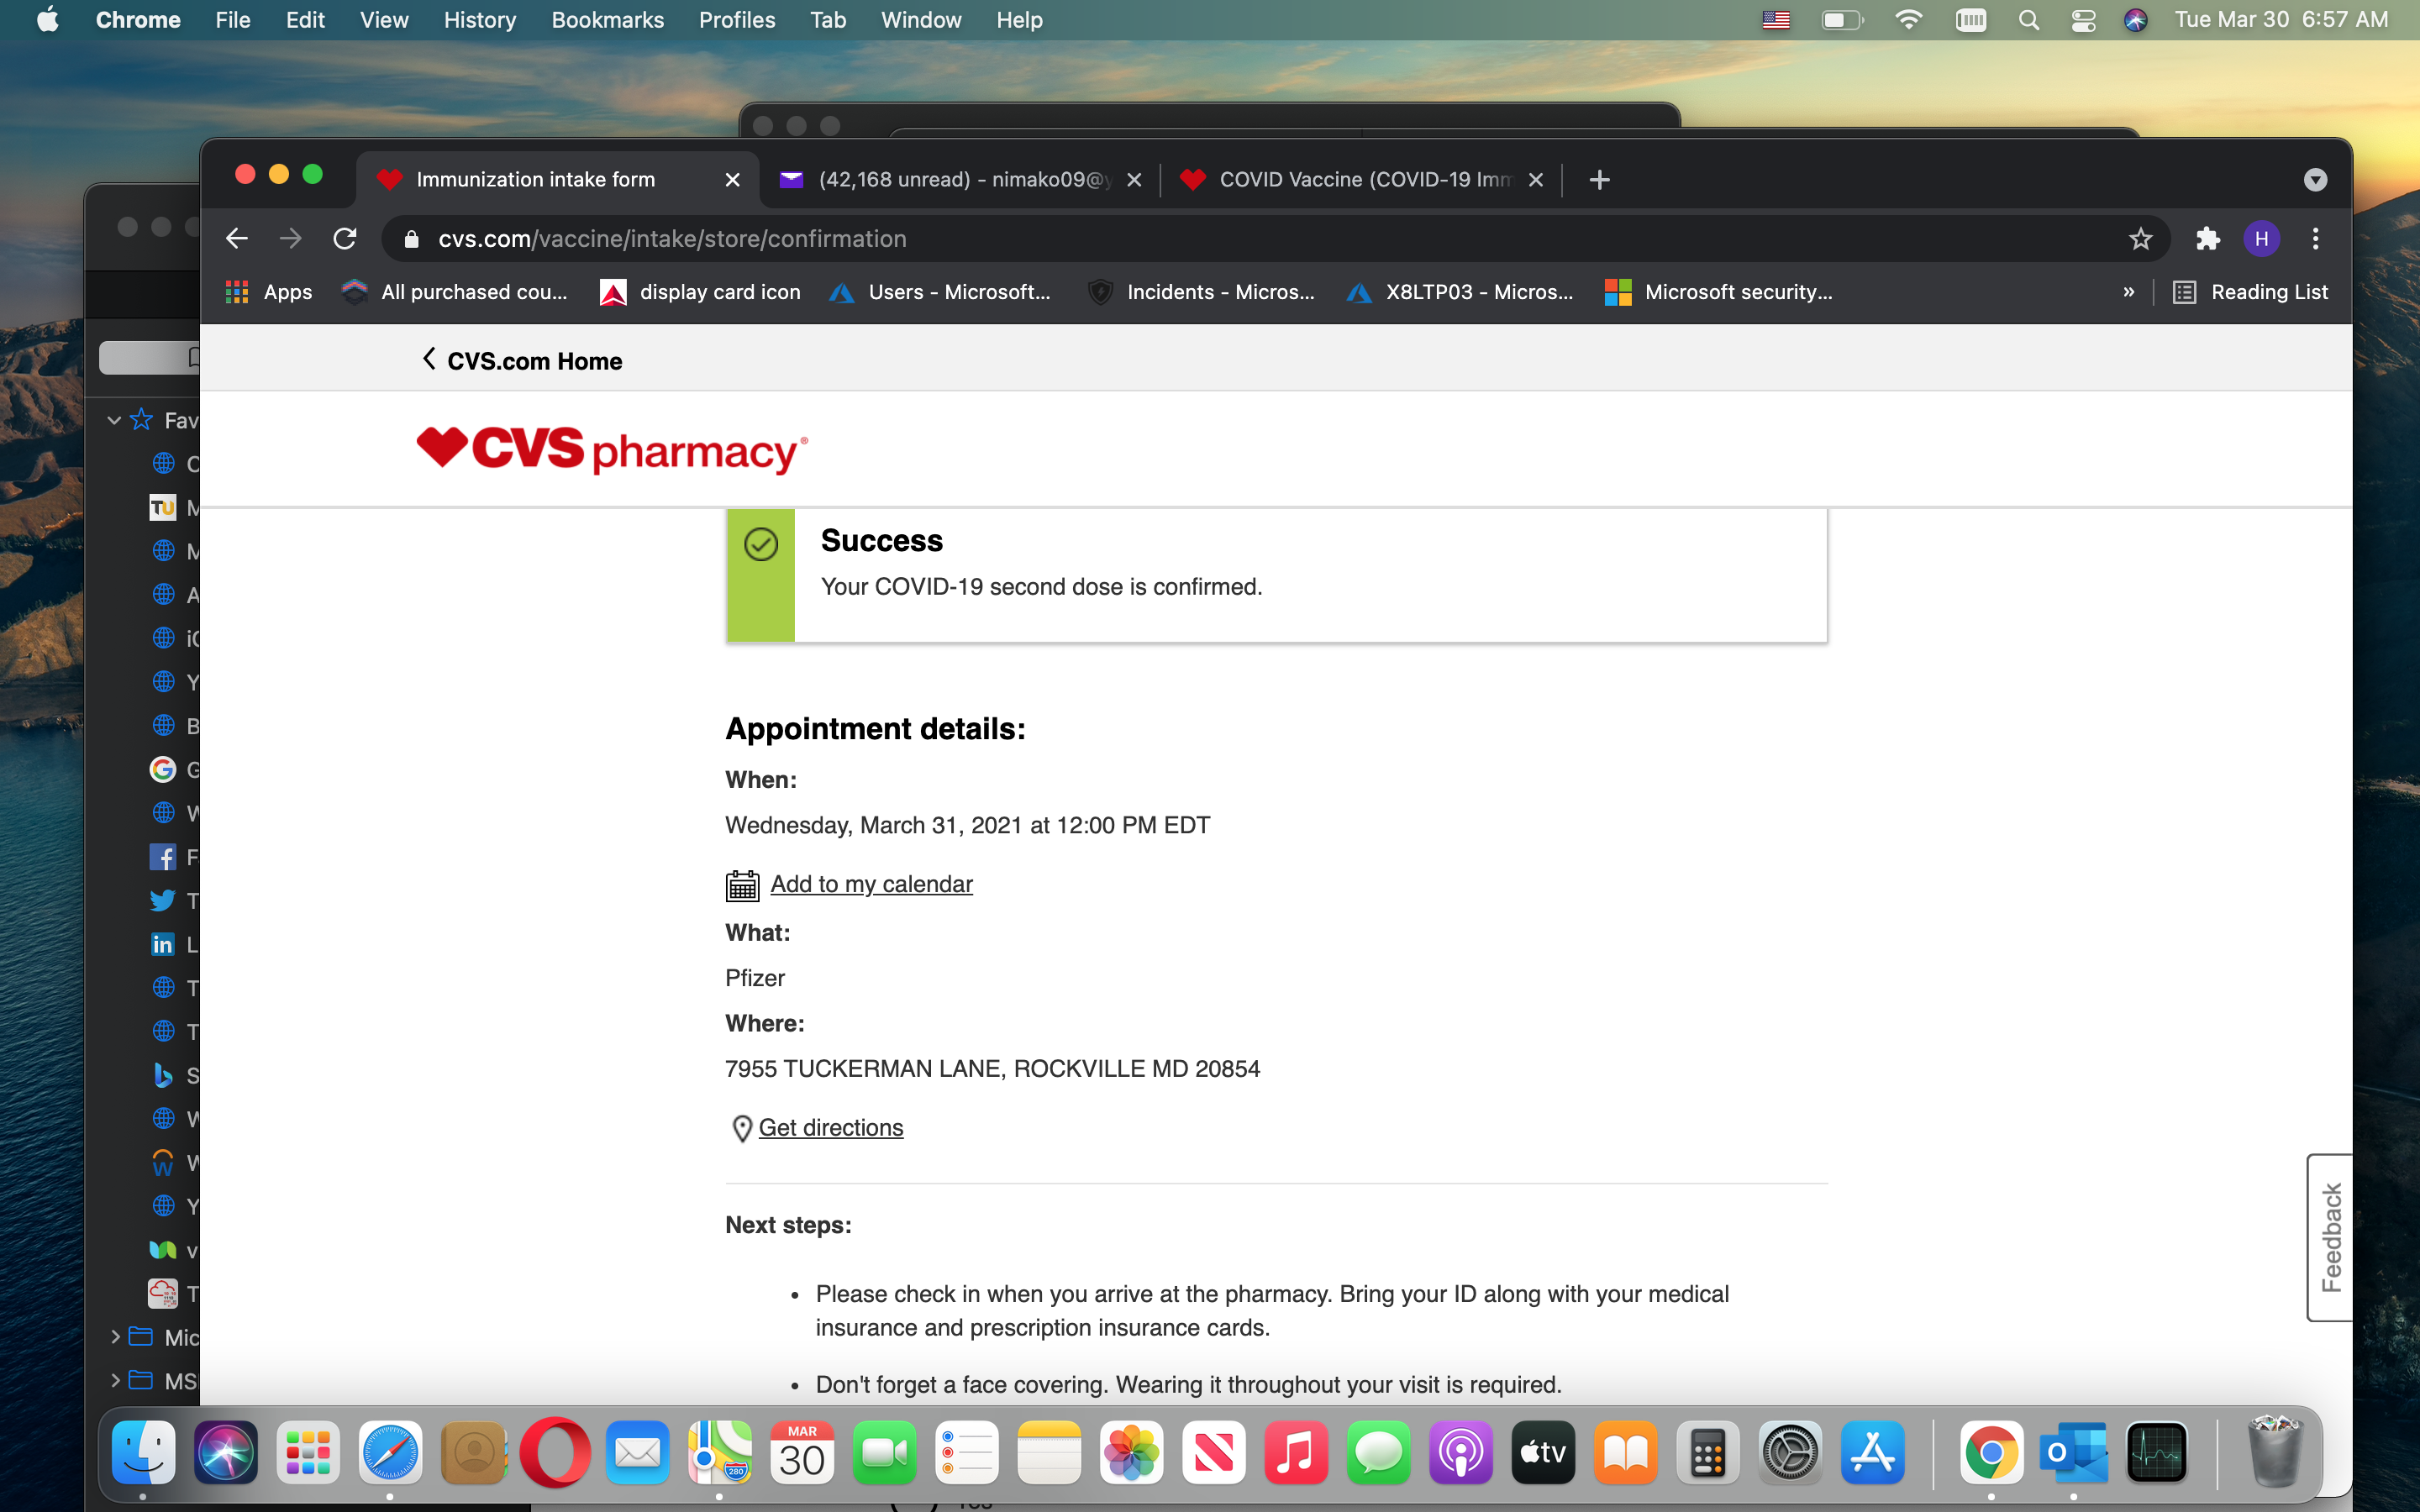 Chrome File Edit View History Bookmarks Profiles Tab Window Help Tue Mar 30 6:57 AM
Immunization intake form (42,168 unread) - nimako09@y COVID Vaccine (COVID-19 Imm
cvs.com/vaccine/intake/store/confirmation H
Apps All purchased cou... display card icon Users - Microsoft... Incidents - Micros... X8LTP03 - Micros... Microsoft security... » Reading List
CVS.com Home
CVS pharmacy®
Fav
C
TU M
M
A
iC
Y
B
G
W
F
T
in L
T
T
S
W
W
Y
v
T
Mic
MS
Success
Your COVID-19 second dose is confirmed.
Appointment details:
When:
Wednesday, March 31, 2021 at 12:00 PM EDT
Add to my calendar
What:
Pfizer
Where:
7955 TUCKERMAN LANE, ROCKVILLE MD 20854
Get directions
Next steps:
• Please check in when you arrive at the pharmacy. Bring your ID along with your medical
insurance and prescription insurance cards.
• Don't forget a face covering. Wearing it throughout your visit is required.
Feedback
280
MAR
30
tv